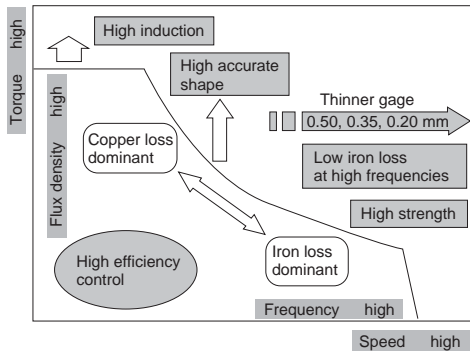 Torque high
High induction
High accurate
shape
Thinner gage
0.50, 0.35, 0.20 mm
Flux density high
Copper loss
dominant
Low iron loss
at high frequencies
High strength
High efficiency
control
Iron loss
dominant
Frequency high
Speed high